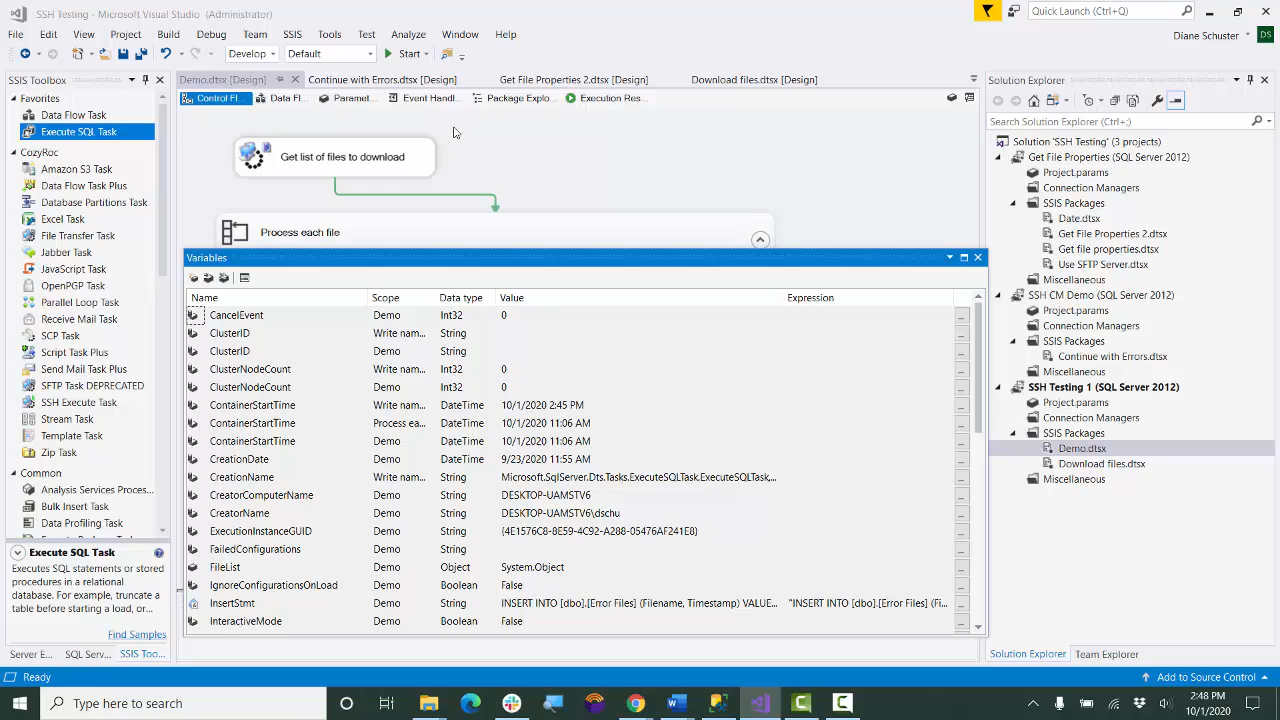 SSH Testing - Microsoft Visual Studio (Administrator)
Quick Launch (Ctrl+Q)
File Edit View Project Build Debug Team Tools Test Analyze Window Help
Diane Schuster DS
Develop Default Start
SSIS Toolbox
Favorites
Data Flow Task
Execute SQL Task
CozyRoc
Amazon S3 Task
Data Flow Task Plus
Database Partitions Task
Excel Task
File Transfer Task
Jabber Task
JavaScript Task
OpenPGP Task
Parallel Loop Task
Receive Mail Task
SCP Task
Script Task Plus
Send Mail Task Plus
SFTP Task DEPRECATED
SSH Execute Task
Stream Task
Template Task
Zip Task
Common
Analysis Services Proces...
Bulk Insert Task
Data Profiling Task
Execute SQL Task
Executes SQL statements or stored
procedures in a relational
database. For example, truncate a
table before starting a load, or...
Find Samples
Server E... SQL Serv... SSIS Too...
Demo.dtsx [Design] Continue with Errors.dtsx [Design] Get File Properties 2.dtsx [Design] Download files.dtsx [Design]
Control Fl... Data Fl... Paramet... Event Handl... Package Explo... Execution Res...
Get list of files to download
Process each file
Variables
Name Scope Data type Value Expression
CancelEvent Demo Int32 0 ...
ClusterID Write nam... String ...
ClusterID Demo String ...
ClusterNodeCount Write nam... Int32 0 ...
ClusterNodeCount Demo Int32 0 ...
ContainerStartTime Write nam... DateTime 10/1/2020 2:45 PM ...
ContainerStartTime Process ea... DateTime 10/1/2020 11:06 AM ...
ContainerStartTime Demo DateTime 10/1/2020 11:06 AM ...
CreationDate Demo DateTime 9/23/2020 11:55 AM ...
CreationName Demo String Microsoft.SqlServer.Dts.Tasks.ExecuteSQLTask.ExecuteSQLTask,... ...
CreatorComputerName Demo String DESKTOP-UAMSTV6 ...
CreatorName Demo String DESKTOP-UAMSTV6\dschu ...
ExecutionInstanceGUID Demo String ...
FailedConfigurations Demo String ...
FileList Demo Object System.Object ...
IgnoreConfigurationsOnLoad Demo Boolean False ...
InsertStmt Demo String INSERT INTO [dbo].[Error Files] (Filename, Timestamp) VALUE... "INSERT INTO [dbo].[Error Files] (Fi... ...
InteractiveMode Demo Boolean False ...
Solution Explorer
Search Solution Explorer (Ctrl+;)
Solution 'SSH Testing' (3 projects)
Get File Properties (SQL Server 2012)
Project.params
Connection Managers
SSIS Packages
Date.dtsx
Get File Properties 2.dtsx
Get file properties.dtsx
Use SFTP Server.dtsx
Miscellaneous
SSH CM Demo (SQL Server 2012)
Project.params
Connection Managers
SSIS Packages
Continue with Errors.dtsx
Miscellaneous
SSH Testing 1 (SQL Server 2012)
Project.params
Connection Managers
SSIS Packages
Demo.dtsx
Download files.dtsx
Miscellaneous
Solution Explorer Team Explorer
Ready
Add to Source Control
Type here to search
2:48 PM
10/1/2020